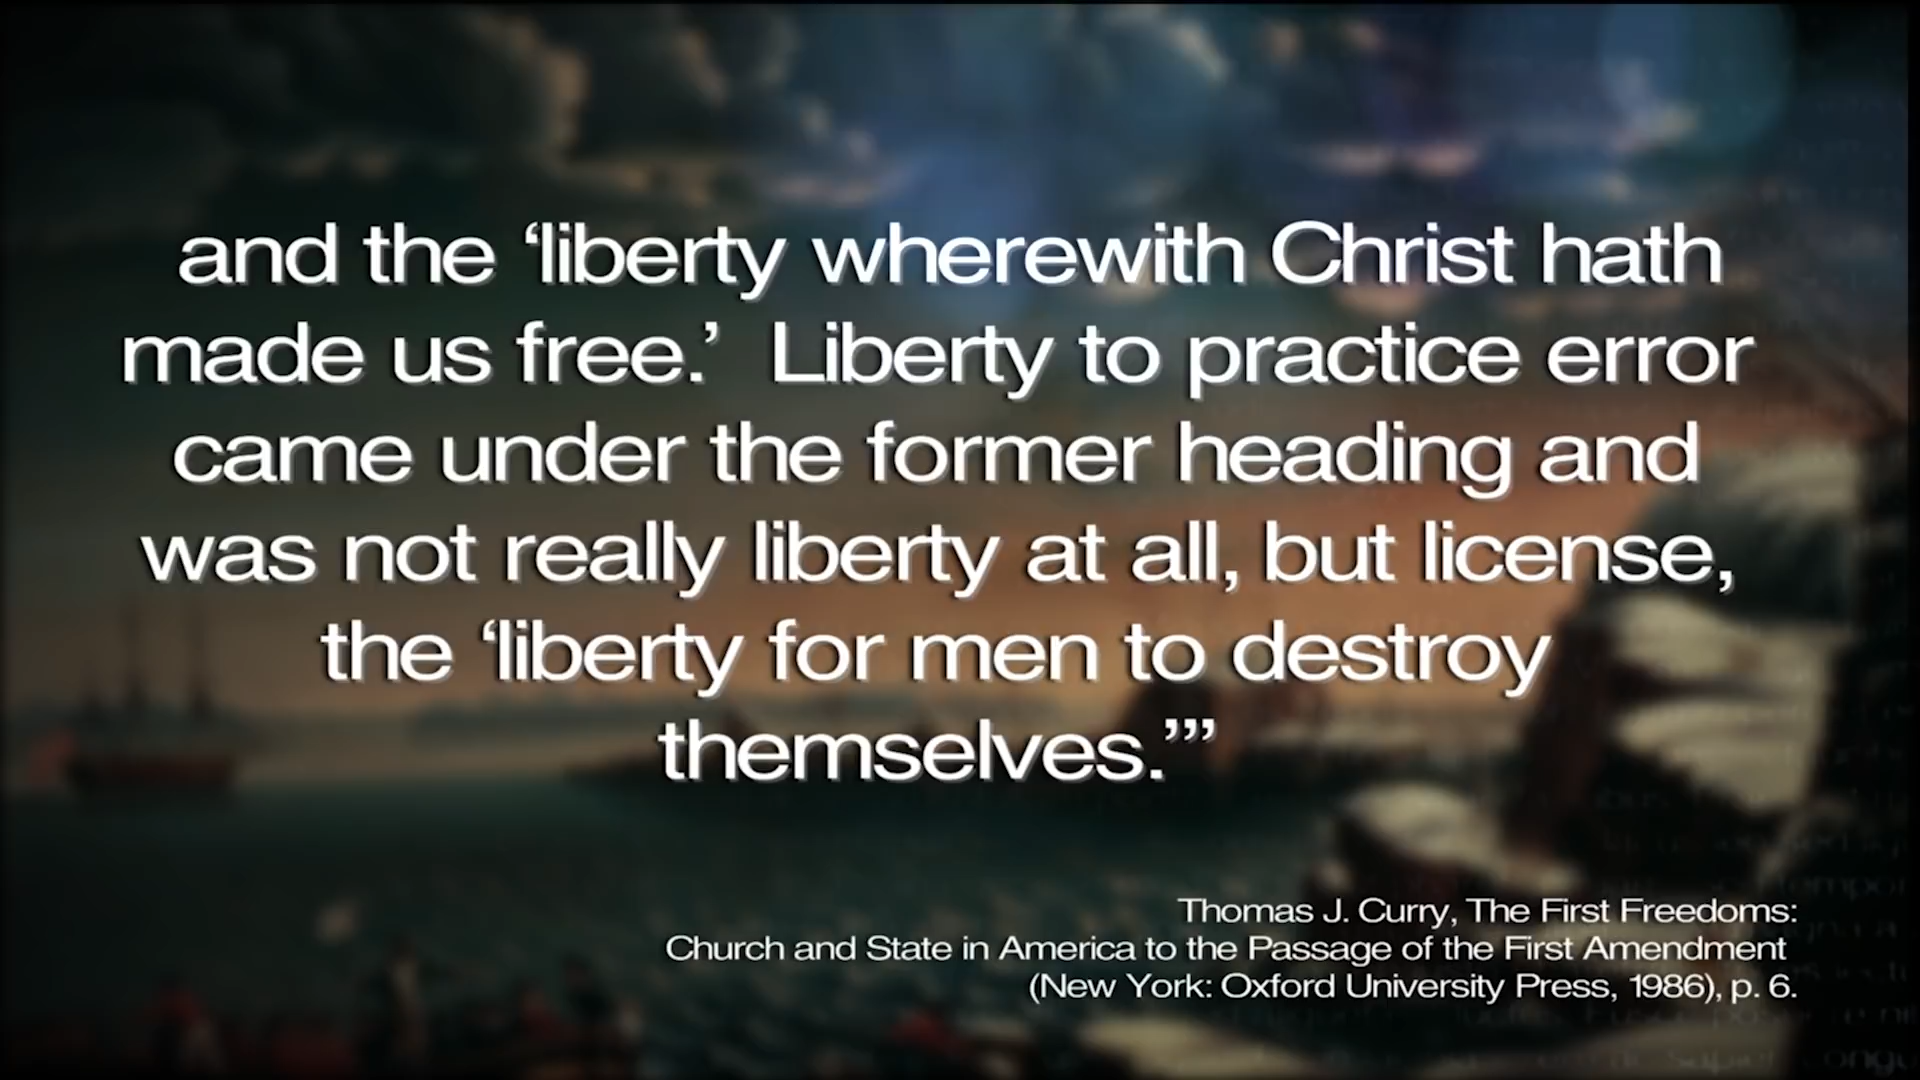 and the ‘liberty wherewith Christ hath
made us free.’ Liberty to practice error
came under the former heading and
was not really liberty at all, but license,
the ‘liberty for men to destroy
themselves.’”
Thomas J. Curry, The First Freedoms:
Church and State in America to the Passage of the First Amendment
(New York: Oxford University Press, 1986), p. 6.